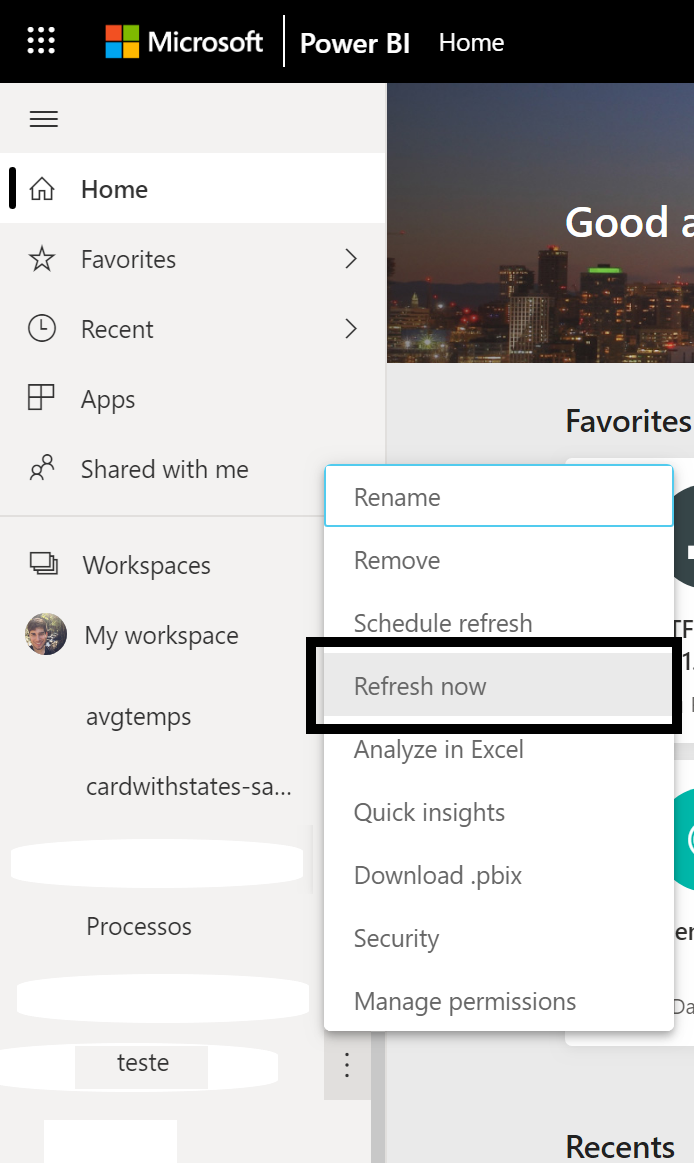 Microsoft Power BI Home
Home
Good a
Favorites
Recent
Apps
Favorites
Shared with me
Rename
Workspaces
Remove
Schedule refresh
My workspace
Refresh now
avgtemps
Analyze in Excel
cardwithstates-sa...
Quick insights
Download .pbix
Processos
Security
Manage permissions
Da
teste
Recents